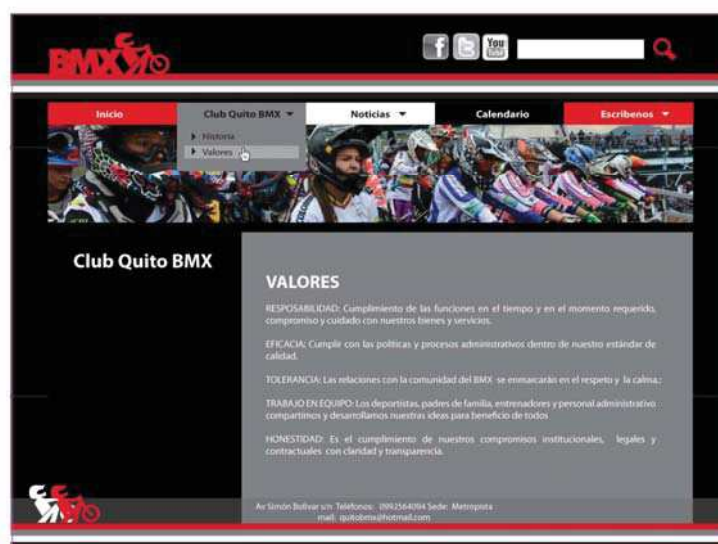 BMX
f
t
You Tube
Inicio
Club Quito BMX
Noticias
Calendario
Escribenos
Historia
Valores
Club Quito BMX
VALORES
RESPOSABILIDAD: Cumplimiento de las funciones en el tiempo y en el momento requerido,
compromiso y cuidado con nuestros bienes y servicios.
EFICACIA: Cumplir con las politicas y procesos administrativos dentro de nuestro estándar de
calidad.
TOLERANCIA: Las relaciones con la comunidad del BMX se enmarcarán en el respeto y la calma,:
TRABAJO EN EQUIPO: Los deportistas, padres de familia, entrenadores y personal administrativo
compartimos y desarrollamos nuestras ideas para beneficio de todos
HONESTIDAD: Es el cumplimiento de nuestros compromisos institucionales, legales y
contractuales con claridad y transparencia.
Av Simón Bolívar s/n Teléfonos: 0992564094 Sede: Metropista
mail: quitobmx@hotmail.com